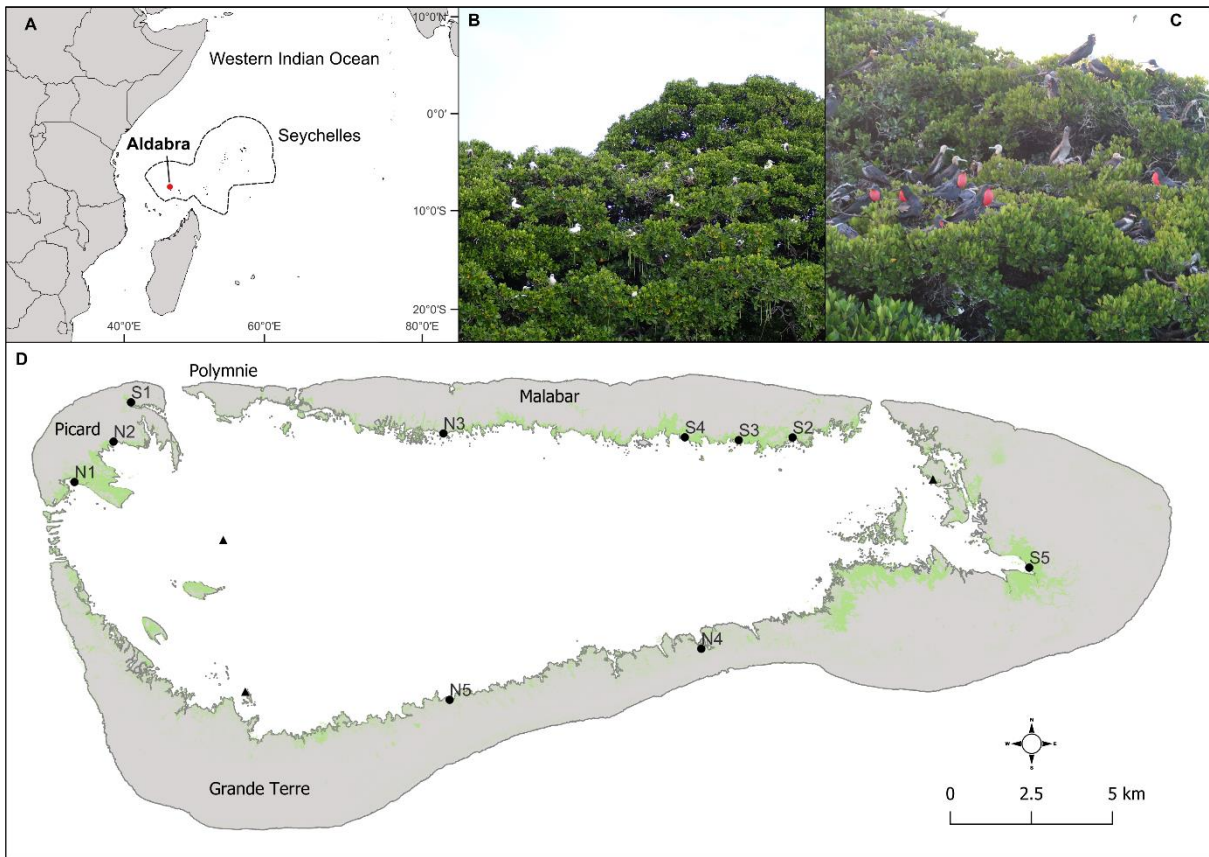 A
Western Indian Ocean
Aldabra
Seychelles
10°0'N
0°0'
10°0'S
20°0'S
40°0'E
60°0'E
80°0'
B
C
D
Polymnie
S1
Malabar
Picard
N2
N3
S4
S3
S2
N1
S5
N4
N5
Grande Terre
N
W
E
S
0 2.5 5 km